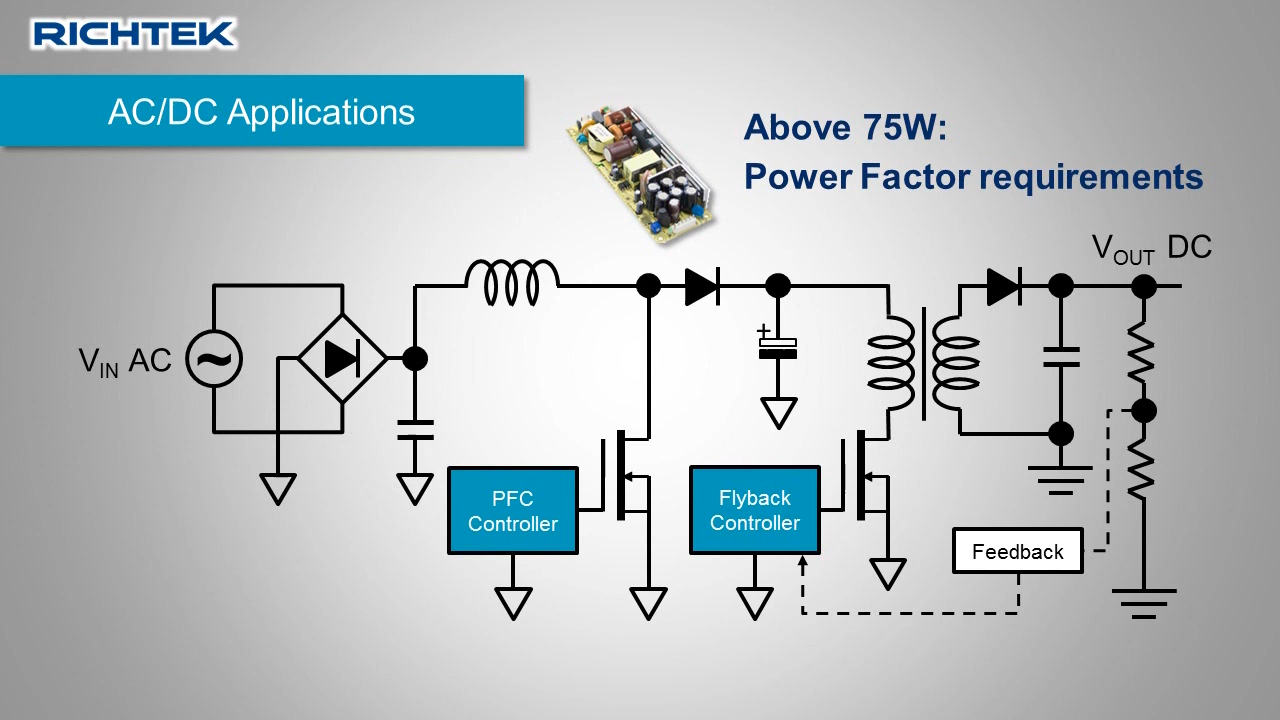 RICHTEK
AC/DC Applications
Above 75W:
Power Factor requirements
VOUT DC
VIN AC
+
PFC
Controller
Flyback
Controller
Feedback